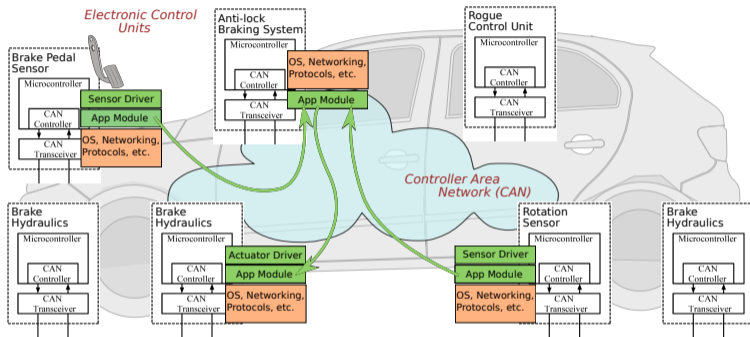 Electronic Control
Units
Brake Pedal
Sensor
Microcontroller
CAN
Controller
CAN
Transceiver
Sensor Driver
App Module
OS, Networking,
Protocols, etc.
Anti-lock
Braking System
Microcontroller
CAN
Controller
CAN
Transceiver
OS, Networking,
Protocols, etc.
App Module
Rogue
Control Unit
Microcontroller
CAN
Controller
CAN
Transceiver
Controller Area
Network (CAN)
Brake
Hydraulics
Microcontroller
CAN
Controller
CAN
Transceiver
Brake
Hydraulics
Microcontroller
CAN
Controller
CAN
Transceiver
Actuator Driver
App Module
OS, Networking,
Protocols, etc.
Sensor Driver
App Module
OS, Networking,
Protocols, etc.
Rotation
Sensor
Microcontroller
CAN
Controller
CAN
Transceiver
Brake
Hydraulics
Microcontroller
CAN
Controller
CAN
Transceiver